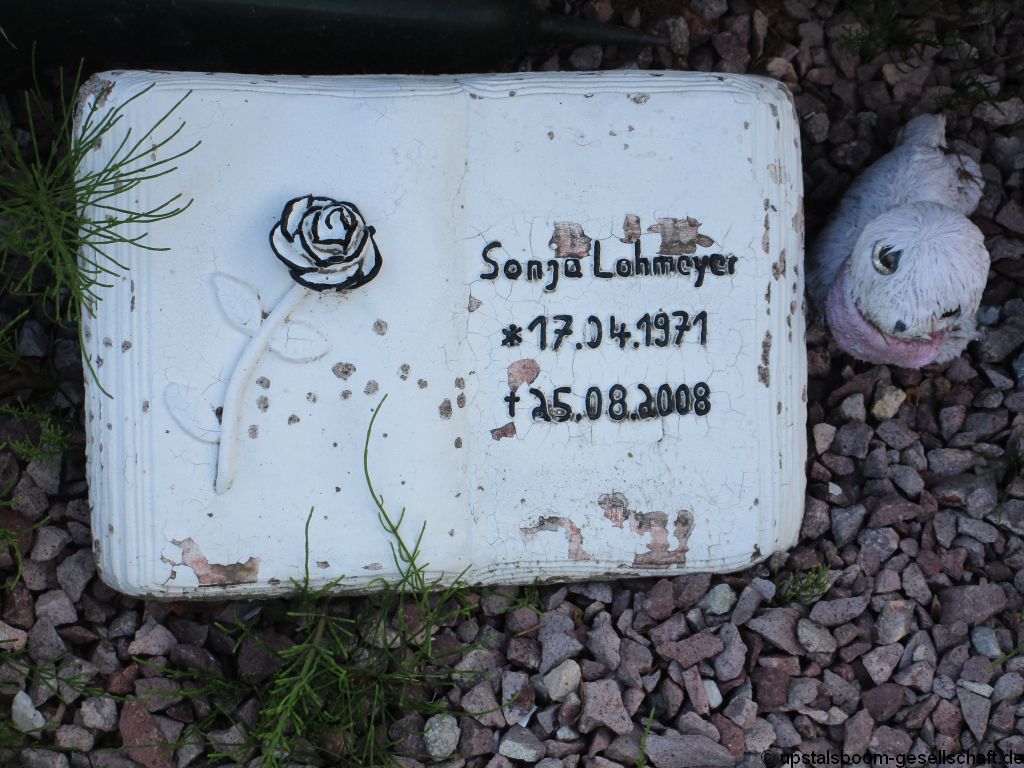 Sonja Lohmeyer
* 17.04.1971
† 25.08.2008
© upstalsboom-gesellschaft.de